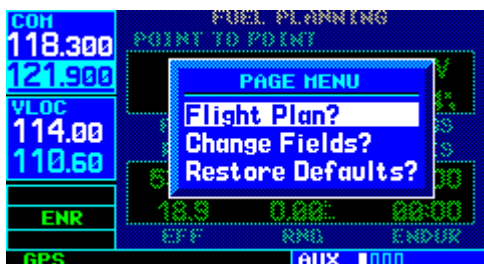 COM
118.300
121.900
VLOC
114.00
110.60
ENR
GPS
FUEL PLANNING
POINT TO POINT
PAGE MENU
Flight Plan?
Change Fields?
Restore Defaults?
18.9 0.00 00:00
EFF RNG ENDUR
AUX